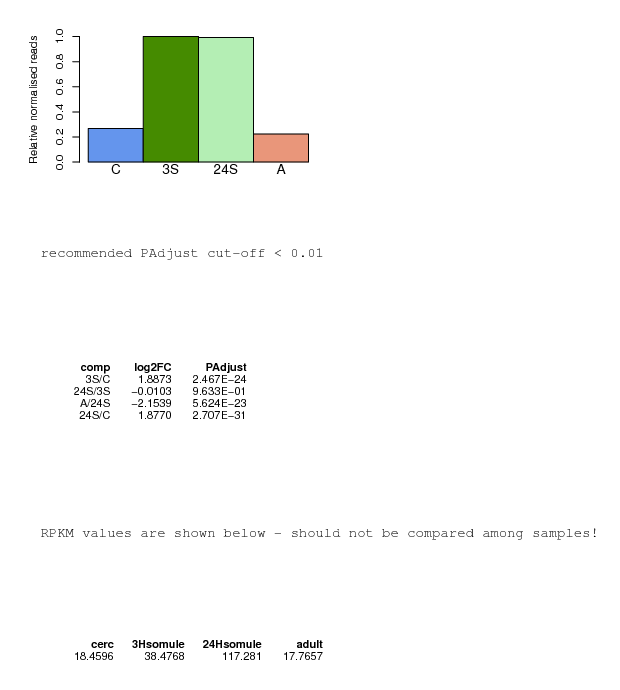 Relative normalised reads
1.0
0.8
0.6
0.4
0.2
0.0
C 3S 24S A
recommended PAdjust cut-off < 0.01
comp log2FC PAdjust
3S/C 1.8873 2.467E−24
24S/3S −0.0103 9.633E−01
A/24S −2.1539 5.624E−23
24S/C 1.8770 2.707E−31
RPKM values are shown below - should not be compared among samples!
cerc 3Hsomule 24Hsomule adult
18.4596 38.4768 117.281 17.7657